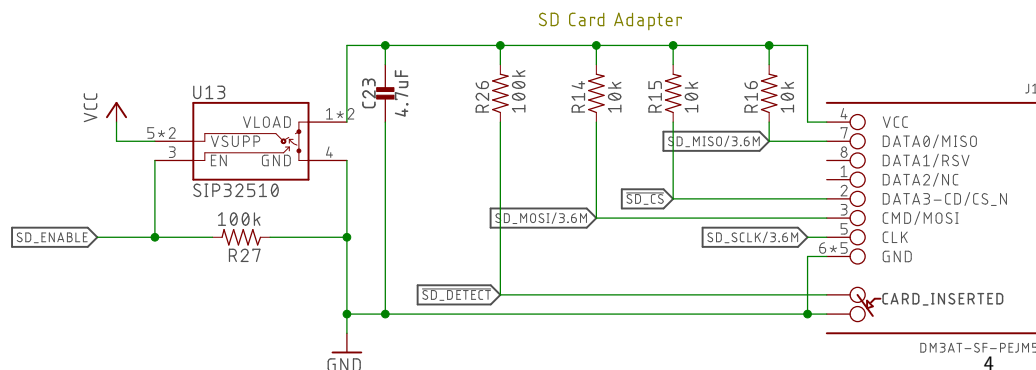 SD Card Adapter
VCC
U13
VLOAD
1*2
5*2
VSUPP
3
EN
GND
4
SIP32510
SD_ENABLE
100k
R27
GND
C23
4.7uF
R26
100k
R14
10k
R15
10k
R16
10k
SD_MISO/3.6M
SD_CS
SD_MOSI/3.6M
SD_SCLK/3.6M
SD_DETECT
J1
4
VCC
7
DATA0/MISO
8
DATA1/RSV
1
DATA2/NC
2
DATA3-CD/CS_N
3
CMD/MOSI
5
CLK
6*5
GND
CARD_INSERTED
DM3AT-SF-PEJM5
4